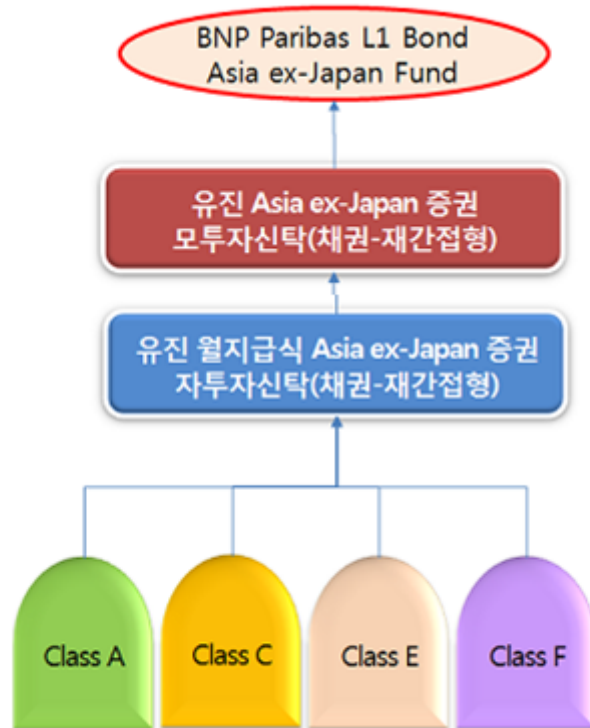 BNP Paribas L1 Bond
Asia ex-Japan Fund
유진 Asia ex-Japan 증권
모투자신탁(채권-재간접형)
유진 월지급식 Asia ex-Japan 증권
자투자신탁(채권-재간접형)
Class A
Class C
Class E
Class F